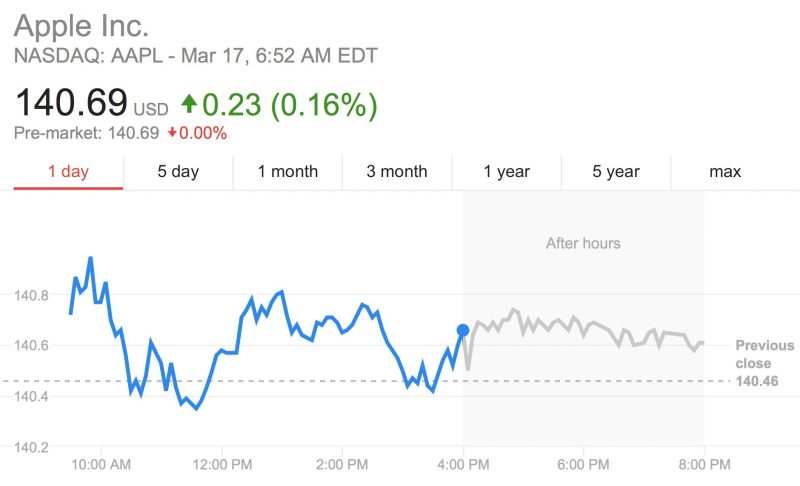 Apple Inc.
NASDAQ: AAPL - Mar 17, 6:52 AM EDT
140.69 USD 0.23 (0.16%)
Pre-market: 140.69 0.00%
1 day 5 day 1 month 3 month 1 year 5 year max
After hours
140.8
140.6
Previous
close
140.46
140.4
140.2
10:00 AM 12:00 PM 2:00 PM 4:00 PM 6:00 PM 8:00 PM